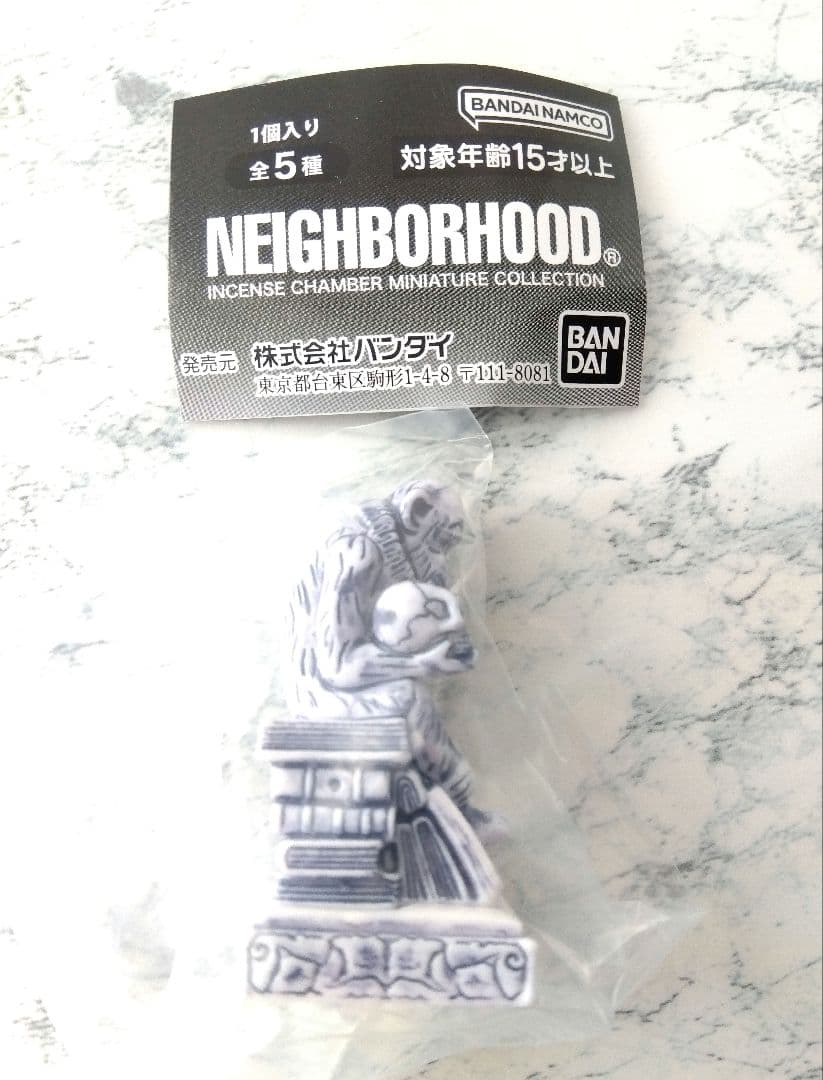 BANDAI NAMCO
1個入り
全5種
対象年齢15才以上
NEIGHBORHOOD®
INCENSE CHAMBER MINIATURE COLLECTION
発売元 株式会社バンダイ
東京都台東区駒形1-4-8 〒111-8081
BAN
DAI